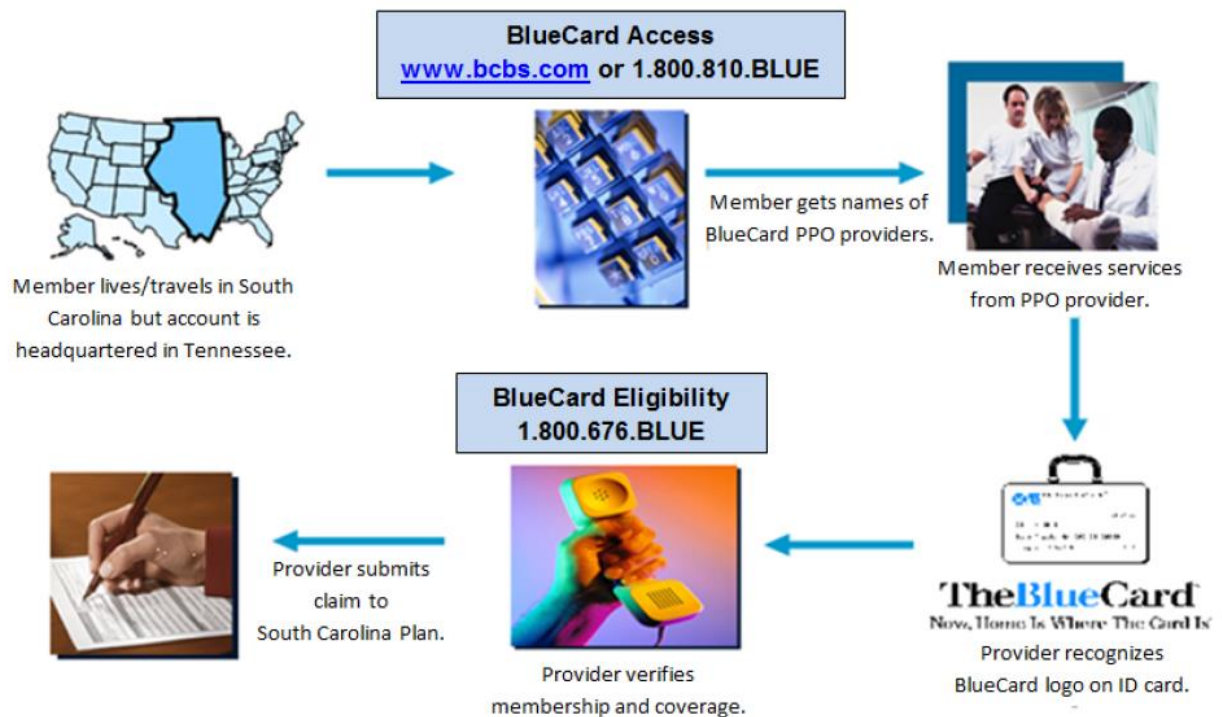 BlueCard Access
www.bcbs.com or 1.800.810.BLUE
Member lives/travels in South
Carolina but account is
headquartered in Tennessee.
Member gets names of
BlueCard PPO providers.
Member receives services
from PPO provider.
BlueCard Eligibility
1.800.676.BLUE
TheBlueCard
Now, Home Is Where The Card Is
Provider recognizes
BlueCard logo on ID card.
Provider verifies
membership and coverage.
Provider submits
claim to
South Carolina Plan.